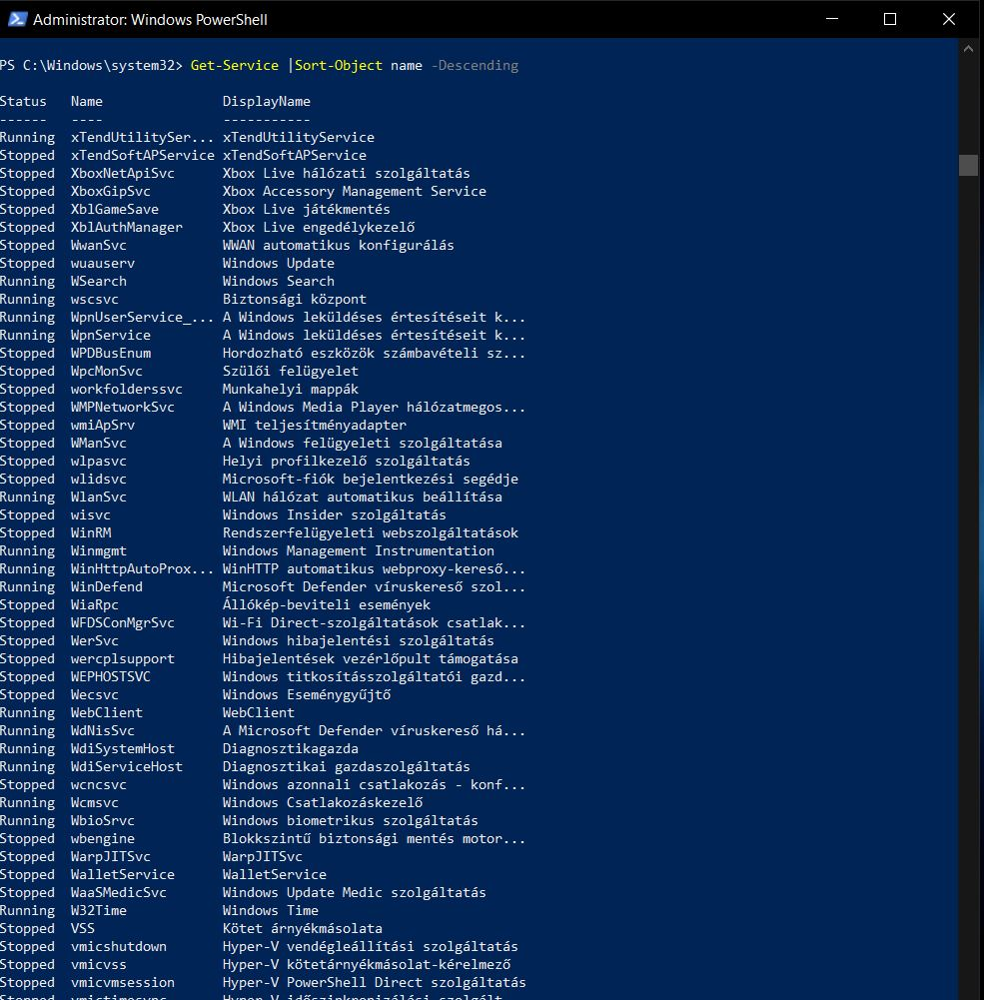 Administrator: Windows PowerShell
PS C:\Windows\system32> Get-Service |Sort-Object name -Descending
Status   Name               DisplayName
------   ----               -----------
Running  xTendUtilitySer... xTendUtilityService
Stopped  xTendSoftAPService xTendSoftAPService
Stopped  XboxNetApiSvc      Xbox Live hálózati szolgáltatás
Stopped  XboxGipSvc         Xbox Accessory Management Service
Stopped  XblGameSave        Xbox Live játékmentés
Stopped  XblAuthManager     Xbox Live engedélykezelő
Stopped  WwanSvc            WWAN automatikus konfigurálás
Stopped  wuauserv           Windows Update
Running  WSearch            Windows Search
Running  wscsvc             Biztonsági központ
Running  WpnUserService_... A Windows leküldéses értesítéseit k...
Running  WpnService         A Windows leküldéses értesítéseit k...
Stopped  WPDBusEnum         Hordozható eszközök számbavételi sz...
Stopped  WpcMonSvc          Szülői felügyelet
Stopped  workfolderssvc     Munkahelyi mappák
Stopped  WMPNetworkSvc      A Windows Media Player hálózatmegos...
Stopped  wmiApSrv           WMI teljesítményadapter
Stopped  WManSvc            A Windows felügyeleti szolgáltatása
Stopped  wlpasvc            Helyi profilkezelő szolgáltatás
Stopped  wlidsvc            Microsoft-fiók bejelentkezési segédje
Running  WlanSvc            WLAN hálózat automatikus beállítása
Stopped  wisvc              Windows Insider szolgáltatás
Stopped  WinRM              Rendszerfelügyeleti webszolgáltatások
Running  Winmgmt            Windows Management Instrumentation
Running  WinHttpAutoProx... WinHTTP automatikus webproxy-kereső...
Running  WinDefend          Microsoft Defender víruskereső szol...
Stopped  WiaRpc             Állókép-beviteli események
Stopped  WFDSConMgrSvc      Wi-Fi Direct-szolgáltatások csatlak...
Stopped  WerSvc             Windows hibajelentési szolgáltatás
Stopped  wercplsupport      Hibajelentések vezérlőpult támogatása
Stopped  WEPHOSTSVC         Windows titkosításszolgáltatói gazd...
Stopped  Wecsvc             Windows Eseménygyűjtő
Running  WebClient          WebClient
Running  WdNisSvc           A Microsoft Defender víruskereső há...
Running  WdiSystemHost      Diagnosztikagazda
Running  WdiServiceHost     Diagnosztikai gazdaszolgáltatás
Stopped  wcncsvc            Windows azonnali csatlakozás - konf...
Running  Wcmsvc             Windows Csatlakozáskezelő
Running  WbioSrvc           Windows biometrikus szolgáltatás
Stopped  wbengine           Blokkszintű biztonsági mentés motor...
Stopped  WarpJITSvc         WarpJITSvc
Stopped  WalletService      WalletService
Stopped  WaaSMedicSvc       Windows Update Medic szolgáltatás
Running  W32Time            Windows Time
Stopped  VSS                Kötet árnyékmásolata
Stopped  vmicshutdown       Hyper-V vendégleállítási szolgáltatás
Stopped  vmicvss            Hyper-V kötetárnyékmásolat-kérelmező
Stopped  vmicvmsession      Hyper-V PowerShell Direct szolgáltatás
Stopped  vmictimesync       Hyper-V időszinkronizálási szolgált...